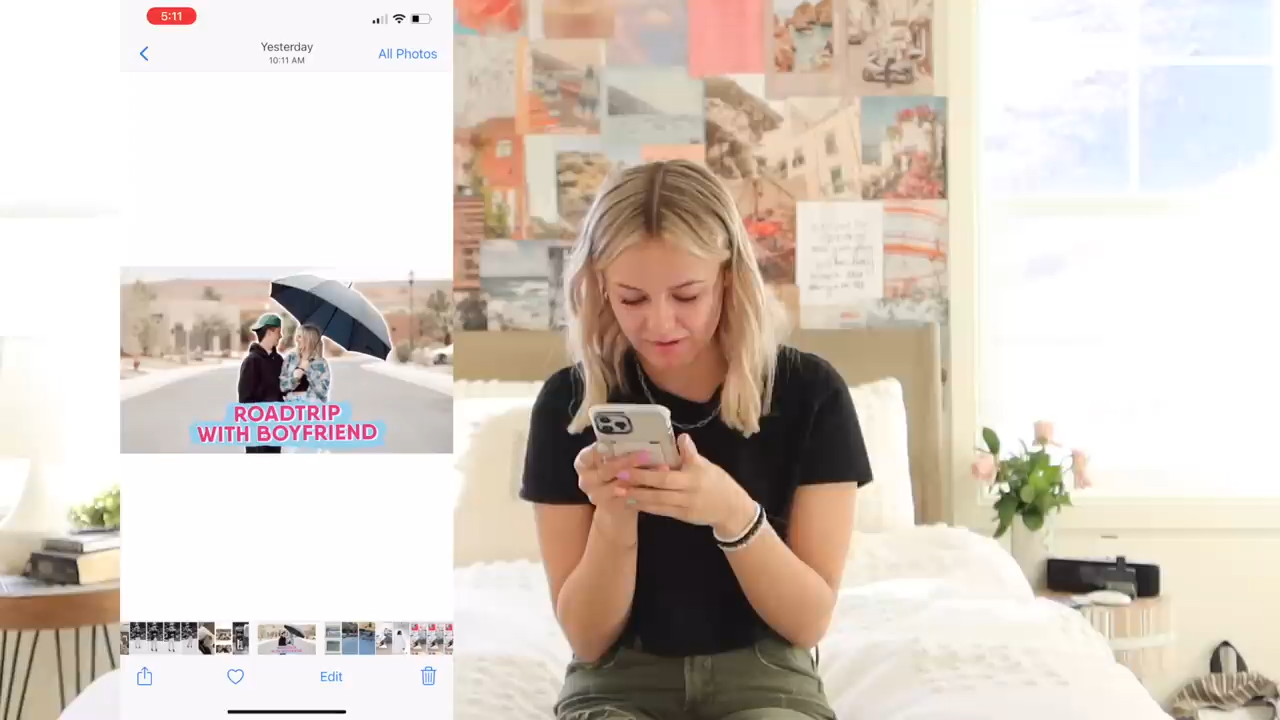 5:11
Yesterday
10:11 AM
All Photos
ROADTRIP
WITH BOYFRIEND
Edit